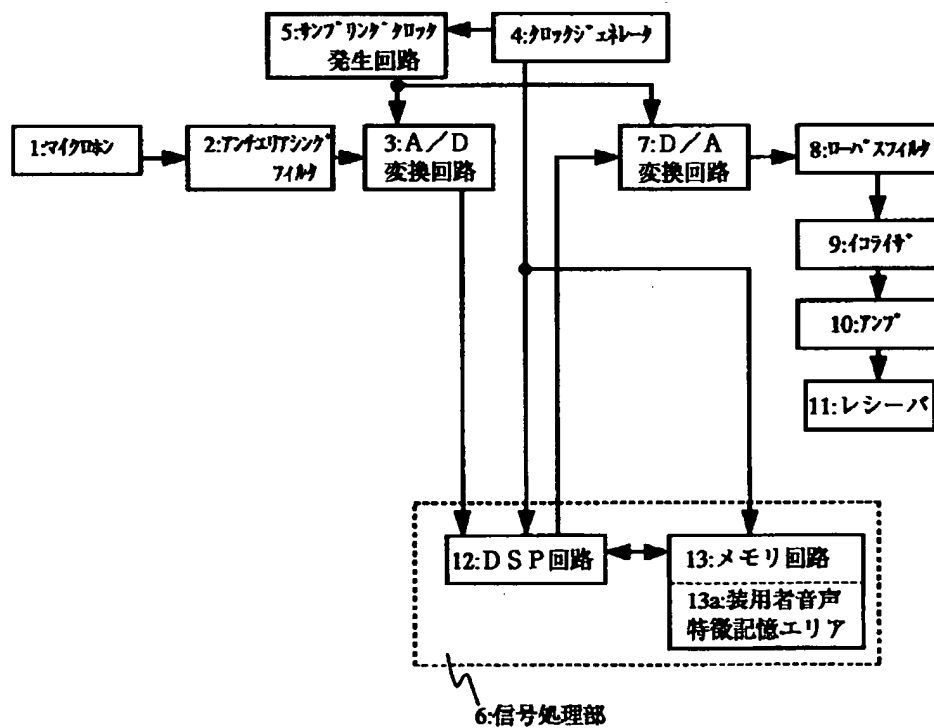 5:サンプリングクロック
発生回路
4:クロックジェネレータ
1:マイクロホン
2:アンチエリアシング
フィルタ
3:A/D
変換回路
7:D/A
変換回路
8:ローパスフィルタ
9:イコライザ
10:アンプ
11:レシーバ
12:DSP回路
13:メモリ回路
13a:装用者音声
特徴記憶エリア
6:信号処理部